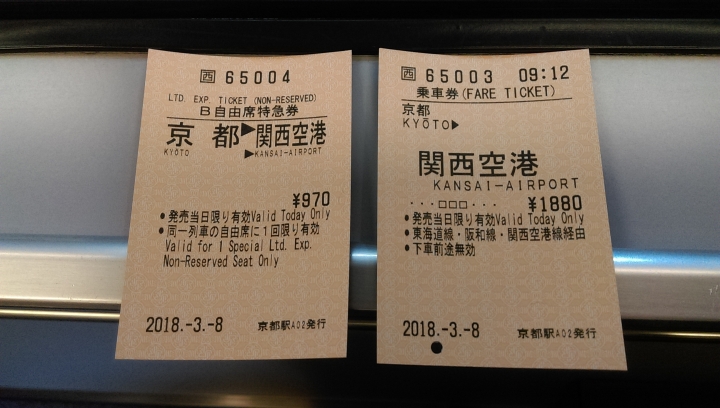 西 65004
LTD. EXP. TICKET (NON-RESERVED)
B自由席特急券
京都▶関西空港
KYOTO ▶KANSAI-AIRPORT
¥970
●発売当日限り有効Valid Today Only
●同一列車の自由席に1回限り有効
Valid for 1 Special Ltd. Exp.
Non-Reserved Seat Only
2018.-3.-8 京都駅A02発行
西 65003 09:12
乗車券(FARE TICKET)
京都
KYŌTO▶
関西空港
KANSAI-AIRPORT
・・・□□□・・・ ¥1880
●発売当日限り有効Valid Today Only
●東海道線・阪和線・関西空港線経由
●下車前途無効
2018.-3.-8 京都駅A02発行